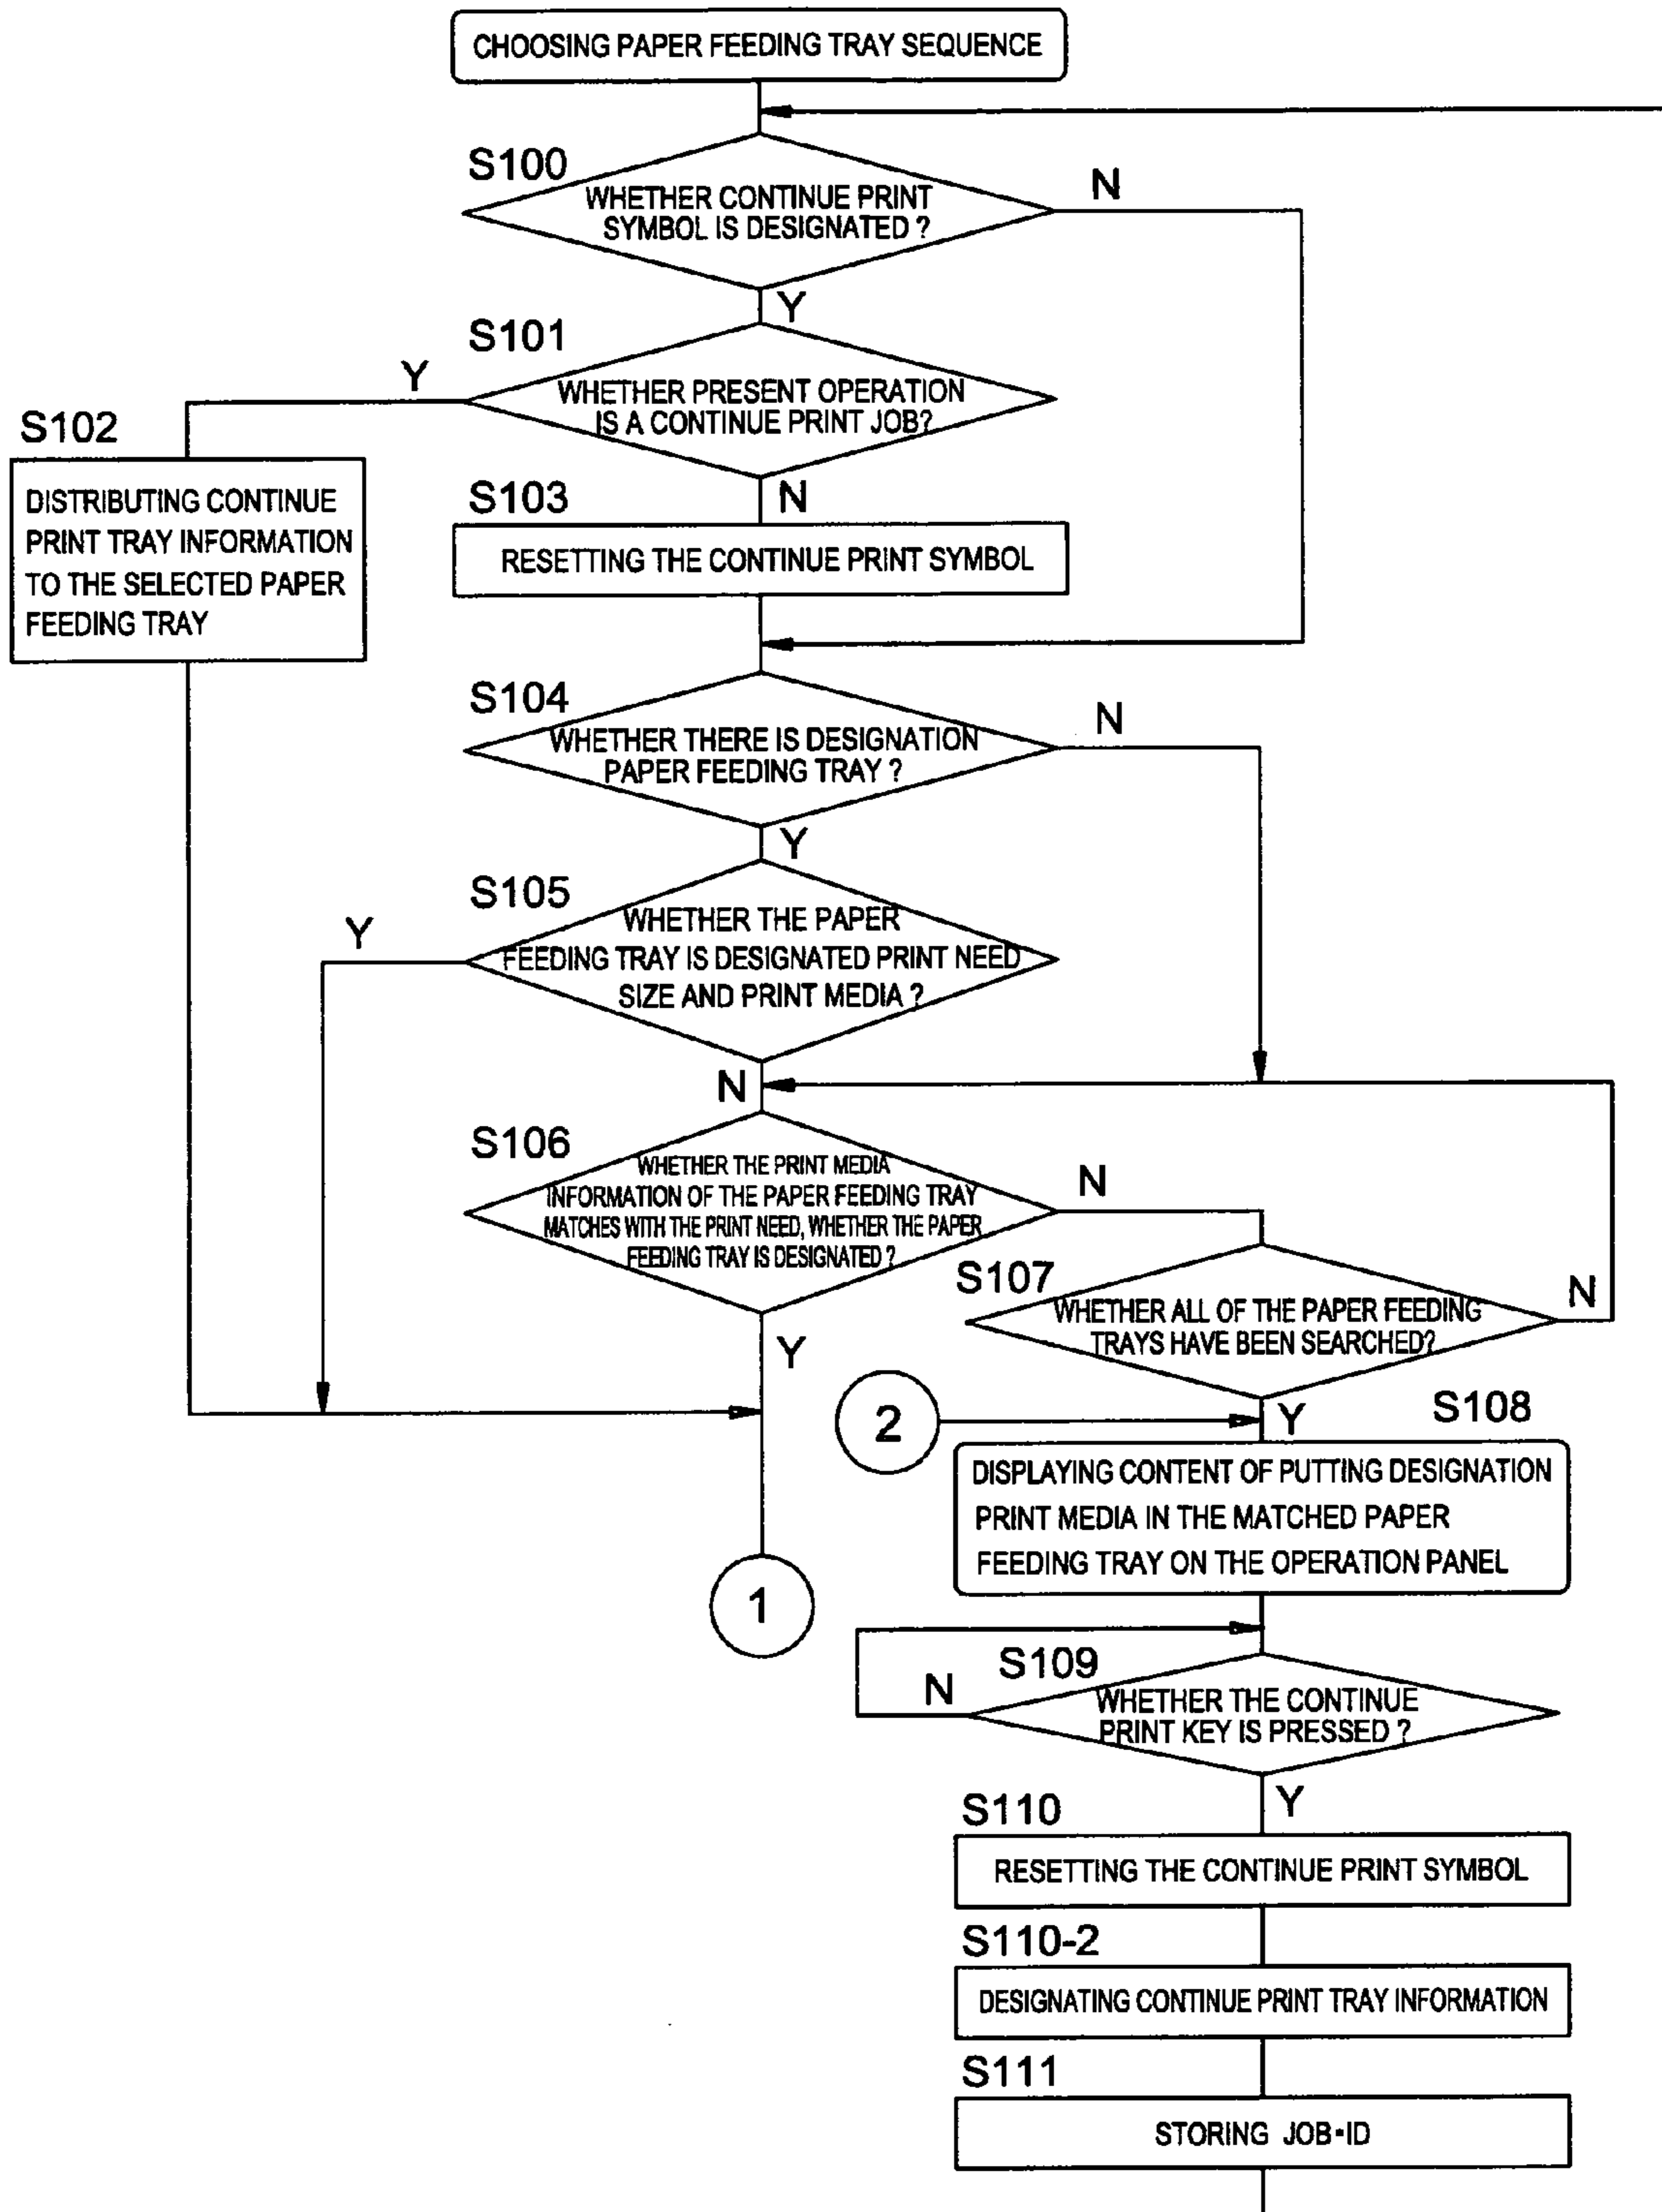 CHOOSING PAPER FEEDING TRAY SEQUENCE
S100
WHETHER CONTINUE PRINT
SYMBOL IS DESIGNATED ?
N
Y
S101
WHETHER PRESENT OPERATION
IS A CONTINUE PRINT JOB?
Y
S102
DISTRIBUTING CONTINUE
PRINT TRAY INFORMATION
TO THE SELECTED PAPER
FEEDING TRAY
N
S103
RESETTING THE CONTINUE PRINT SYMBOL
S104
WHETHER THERE IS DESIGNATION
PAPER FEEDING TRAY ?
N
Y
S105
WHETHER THE PAPER
FEEDING TRAY IS DESIGNATED PRINT NEED
SIZE AND PRINT MEDIA ?
Y
N
S106
WHETHER THE PRINT MEDIA
INFORMATION OF THE PAPER FEEDING TRAY
MATCHES WITH THE PRINT NEED, WHETHER THE PAPER
FEEDING TRAY IS DESIGNATED ?
N
Y
S107
WHETHER ALL OF THE PAPER FEEDING
TRAYS HAVE BEEN SEARCHED?
N
Y
2
1
S108
DISPLAYING CONTENT OF PUTTING DESIGNATION
PRINT MEDIA IN THE MATCHED PAPER
FEEDING TRAY ON THE OPERATION PANEL
S109
WHETHER THE CONTINUE
PRINT KEY IS PRESSED ?
N
Y
S110
RESETTING THE CONTINUE PRINT SYMBOL
S110-2
DESIGNATING CONTINUE PRINT TRAY INFORMATION
S111
STORING JOB▪ID